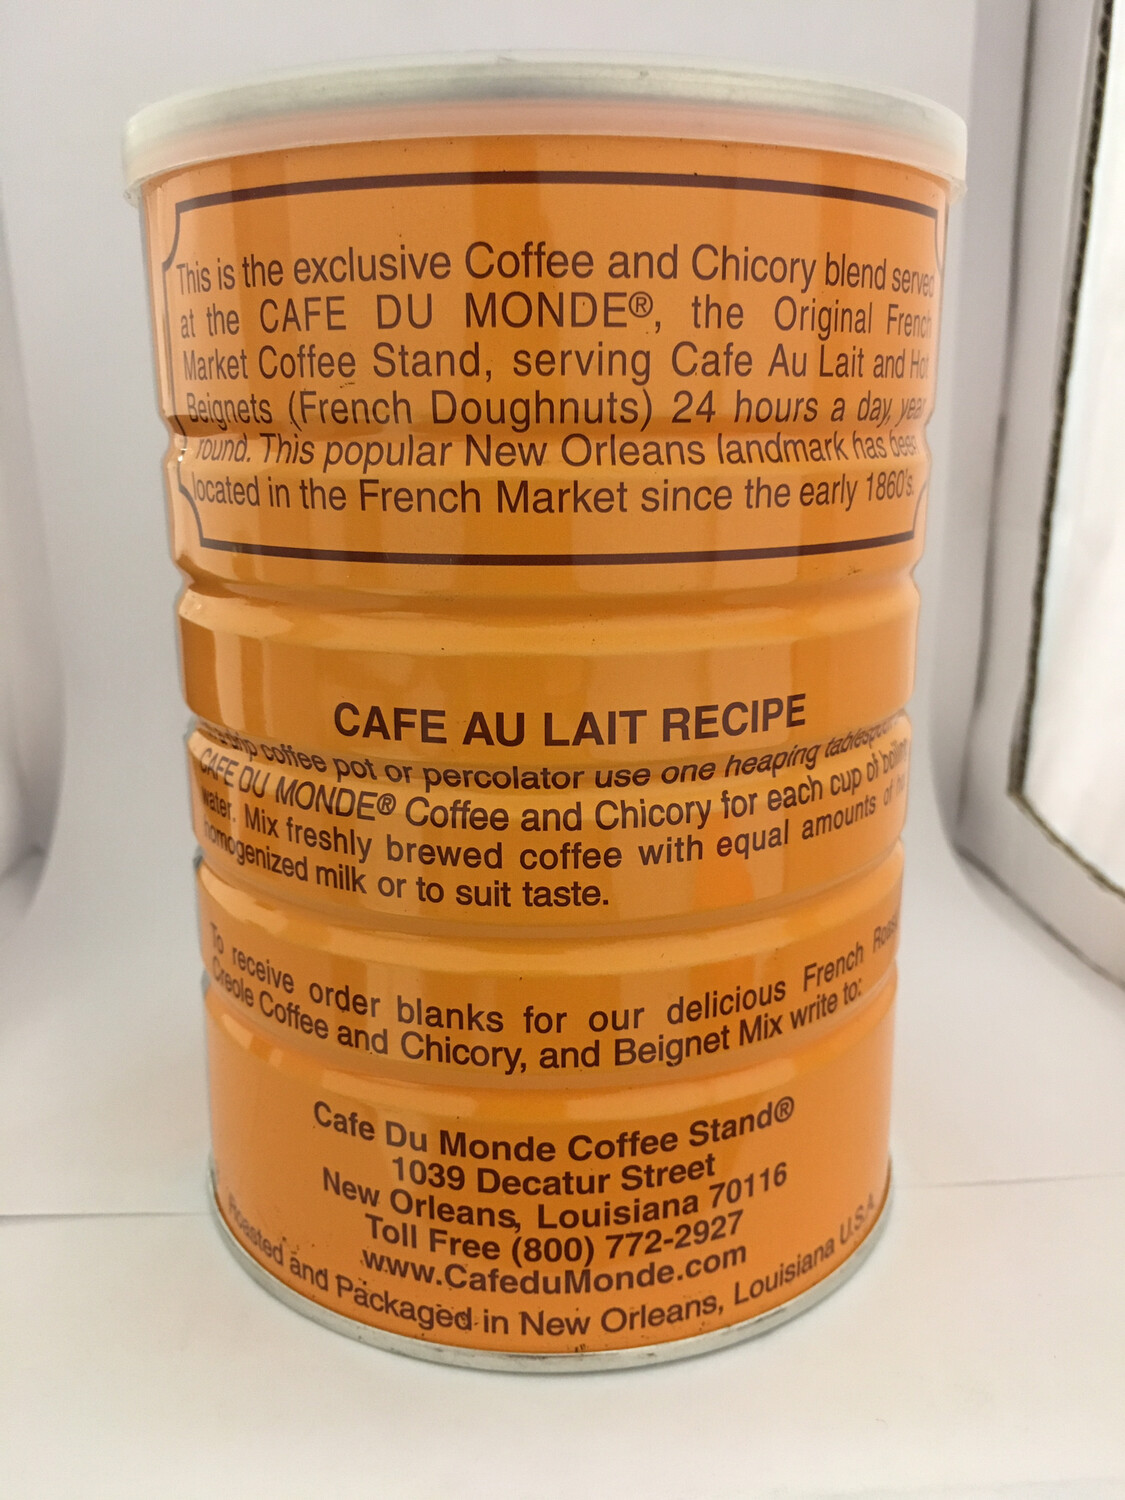 This is the exclusive Coffee and Chicory blend served
at the CAFE DU MONDE®, the Original French
Market Coffee Stand, serving Cafe Au Lait and Hot
Beignets (French Doughnuts) 24 hours a day, year
round. This popular New Orleans landmark has been
located in the French Market since the early 1860's.
CAFE AU LAIT RECIPE
drip coffee pot or percolator use one heaping
CAFE DU MONDE® Coffee and Chicory for each cup of boiling
water. Mix freshly brewed coffee with equal amounts of
homogenized milk or to suit taste.
To receive order blanks for our delicious French Roast
Creole Coffee and Chicory, and Beignet Mix write to:
Cafe Du Monde Coffee Stand®
1039 Decatur Street
New Orleans, Louisiana 70116
Toll Free (800) 772-2927
www.CafeduMonde.com
Roasted and Packaged in New Orleans, Louisiana U.S.A.